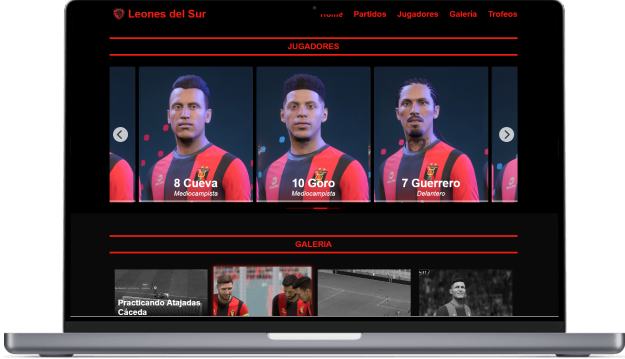 Leones del Sur
Home Partidos Jugadores Galeria Trofeos
JUGADORES
8 Cueva 10 Goro 7 Guerrero
Mediocampista Mediocampista Delantero
GALERIA
Practicando Atajadas
Cáceda